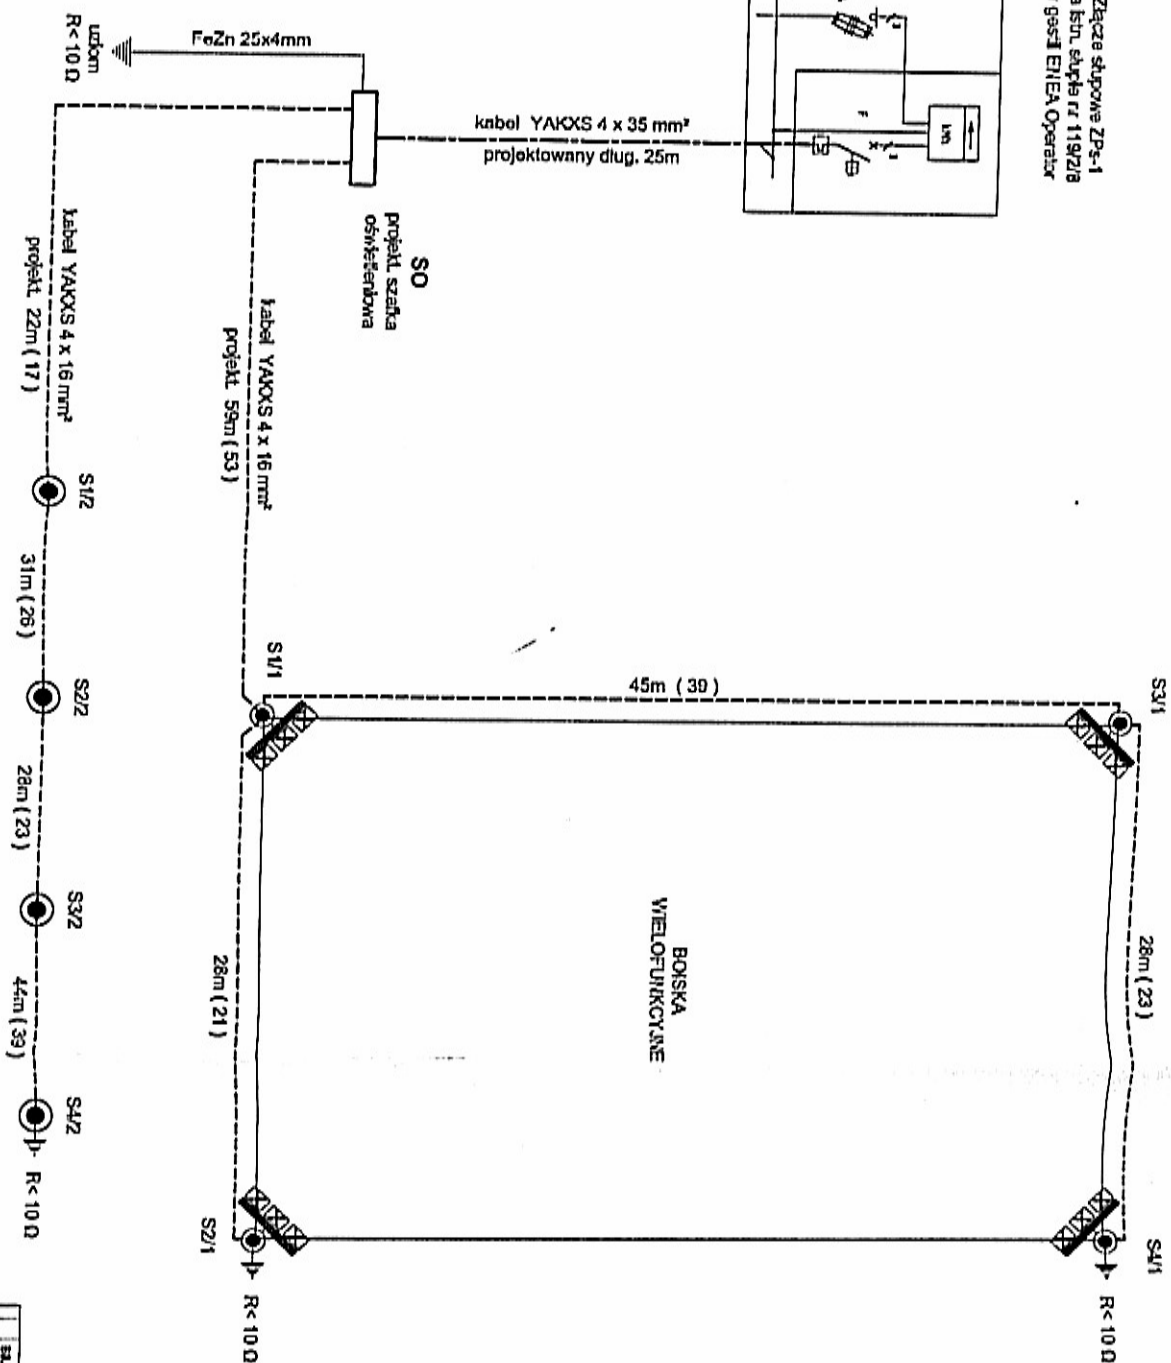 Złącze słupowe ZPs-1
istn. słupie nr 119/2/8
gestii ENEA Operator
kWh
F
uziom
R< 10 Ω
FeZn 25x4mm
kabel YAKXS 4 x 35 mm²
projektowany dług. 25m
SO
projekt. szafka
oświetleniowa
kabel YAKXS 4 x 16 mm²
projekt. 22m ( 17 )
kabel YAKXS 4 x 16 mm²
projekt. 59m ( 53 )
S1/2
31m ( 26 )
S2/2
28m ( 23 )
S3/2
44m ( 39 )
S4/2
R< 10 Ω
S1/1
45m ( 39 )
S3/1
28m ( 23 )
BOISKA
WIELOFUNKCYJNE
28m ( 21 )
S2/1
R< 10 Ω
S4/1
R< 10 Ω